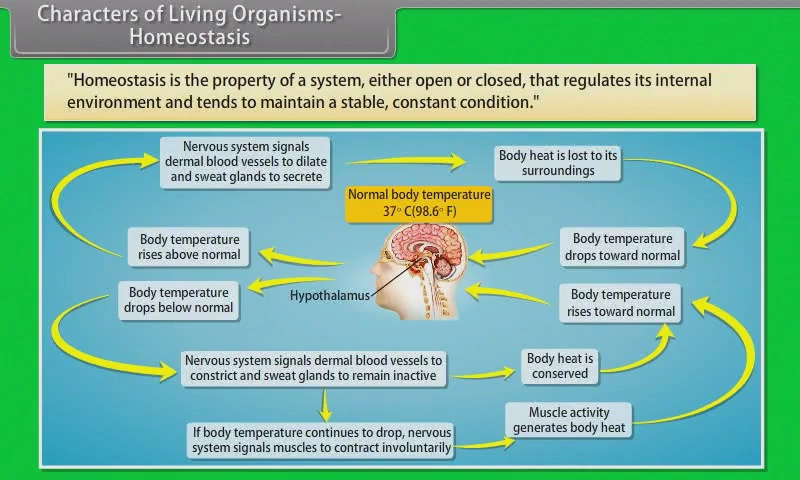 Characters of Living Organisms-
Homeostasis
"Homeostasis is the property of a system, either open or closed, that regulates its internal
environment and tends to maintain a stable, constant condition."
Nervous system signals
dermal blood vessels to dilate
and sweat glands to secrete
Body heat is lost to its
surroundings
Normal body temperature
37° C(98.6° F)
Body temperature
rises above normal
Body temperature
drops toward normal
Body temperature
drops below normal
Hypothalamus
Body temperature
rises toward normal
Nervous system signals dermal blood vessels to
constrict and sweat glands to remain inactive
Body heat is
conserved
If body temperature continues to drop, nervous
system signals muscles to contract involuntarily
Muscle activity
generates body heat